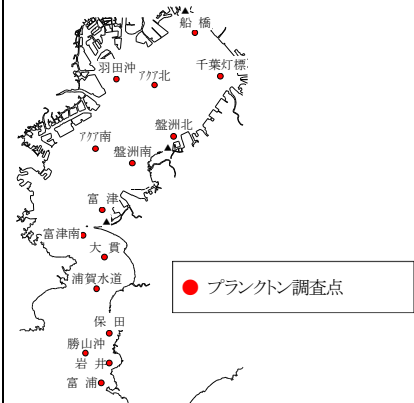 船 橋
羽田沖
アクア北
千葉灯標
盤洲北
アクア南
盤洲南
富 津
富津南
大 貫
浦賀水道
プランクトン調査点
保 田
勝山沖
岩 井
富 浦